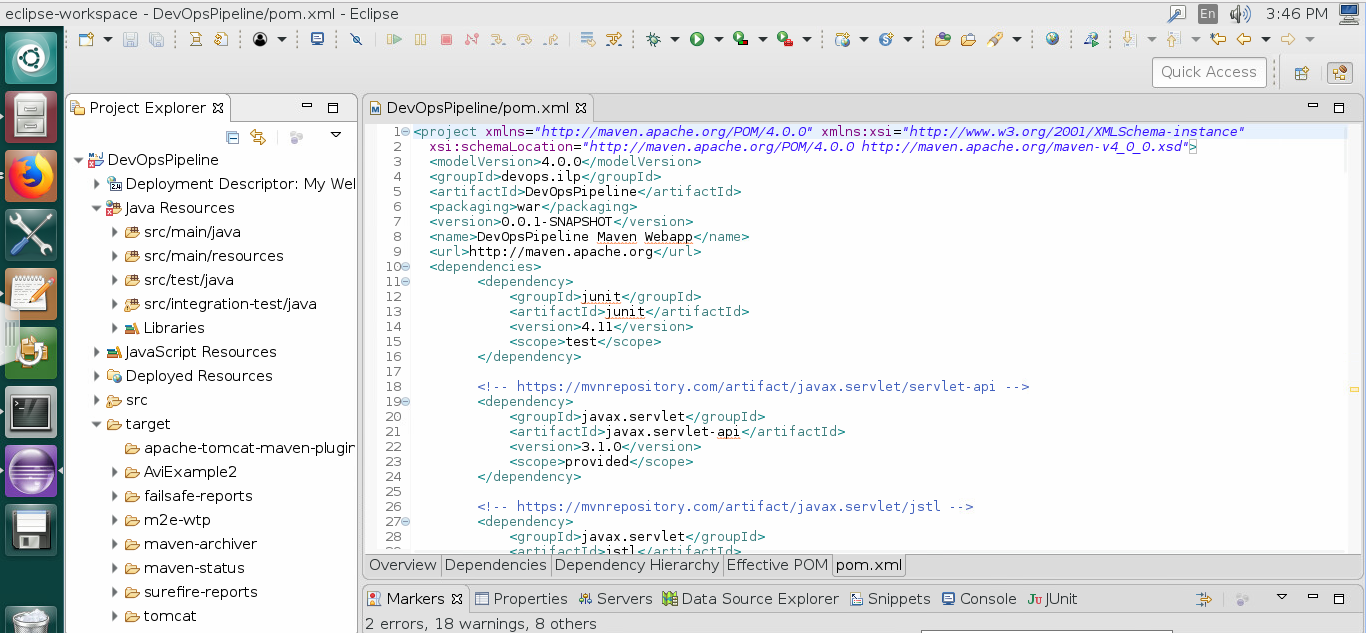 eclipse-workspace - DevOpsPipeline/pom.xml - Eclipse
En
3:46 PM
Quick Access
Project Explorer
DevOpsPipeline
Deployment Descriptor: My Wel
Java Resources
src/main/java
src/main/resources
src/test/java
src/integration-test/java
Libraries
JavaScript Resources
Deployed Resources
src
target
apache-tomcat-maven-plugin
AviExample2
failsafe-reports
m2e-wtp
maven-archiver
maven-status
surefire-reports
tomcat
DevOpsPipeline/pom.xml
1 <project xmlns="http://maven.apache.org/POM/4.0.0" xmlns:xsi="http://www.w3.org/2001/XMLSchema-instance"
2 xsi:schemaLocation="http://maven.apache.org/POM/4.0.0 http://maven.apache.org/maven-v4_0_0.xsd">
3 <modelVersion>4.0.0</modelVersion>
4 <groupId>devops.ilp</groupId>
5 <artifactId>DevOpsPipeline</artifactId>
6 <packaging>war</packaging>
7 <version>0.0.1-SNAPSHOT</version>
8 <name>DevOpsPipeline Maven Webapp</name>
9 <url>http://maven.apache.org</url>
10 <dependencies>
11 <dependency>
12 <groupId>junit</groupId>
13 <artifactId>junit</artifactId>
14 <version>4.11</version>
15 <scope>test</scope>
16 </dependency>
17
18 <!-- https://mvnrepository.com/artifact/javax.servlet/servlet-api -->
19 <dependency>
20 <groupId>javax.servlet</groupId>
21 <artifactId>javax.servlet-api</artifactId>
22 <version>3.1.0</version>
23 <scope>provided</scope>
24 </dependency>
25
26 <!-- https://mvnrepository.com/artifact/javax.servlet/jstl -->
27 <dependency>
28 <groupId>javax.servlet</groupId>
29 <artifactId>jstl</artifactId>
Overview Dependencies Dependency Hierarchy Effective POM pom.xml
Markers Properties Servers Data Source Explorer Snippets Console JUnit
2 errors, 18 warnings, 8 others